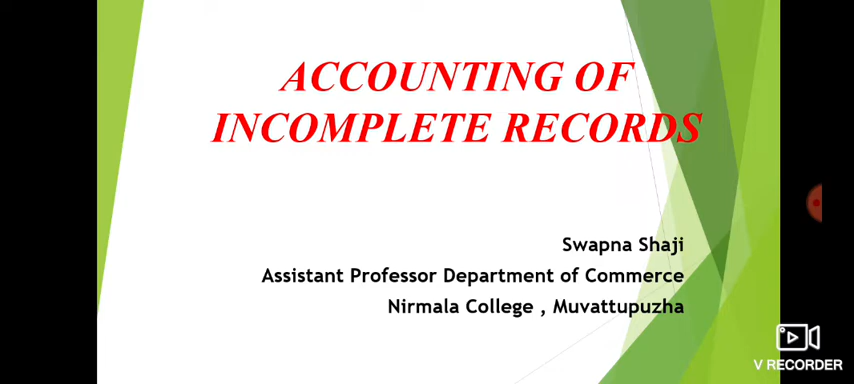 ACCOUNTING OF
INCOMPLETE RECORDS
Swapna Shaji
Assistant Professor Department of Commerce
Nirmala College , Muvattupuzha
V RECORDER